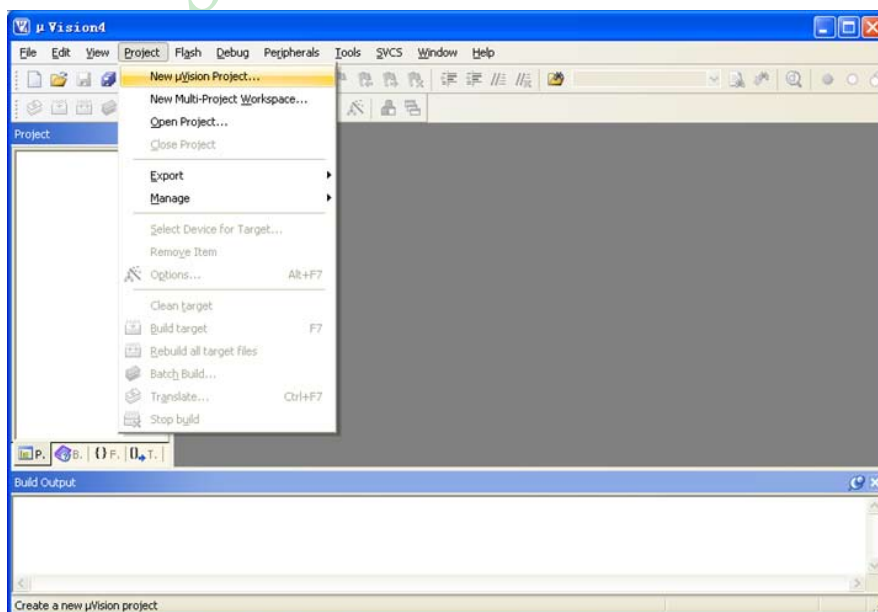 µVision4
File Edit View Project Flash Debug Peripherals Tools SVCS Window Help
New µVision Project...
New Multi-Project Workspace...
Open Project...
Close Project
Export
Manage
Select Device for Target...
Remove Item
Options... Alt+F7
Clean target
Build target F7
Rebuild all target files
Batch Build...
Translate... Ctrl+F7
Stop build
Project
P. B. {} F. 0 T.
Build Output
Create a new µVision project